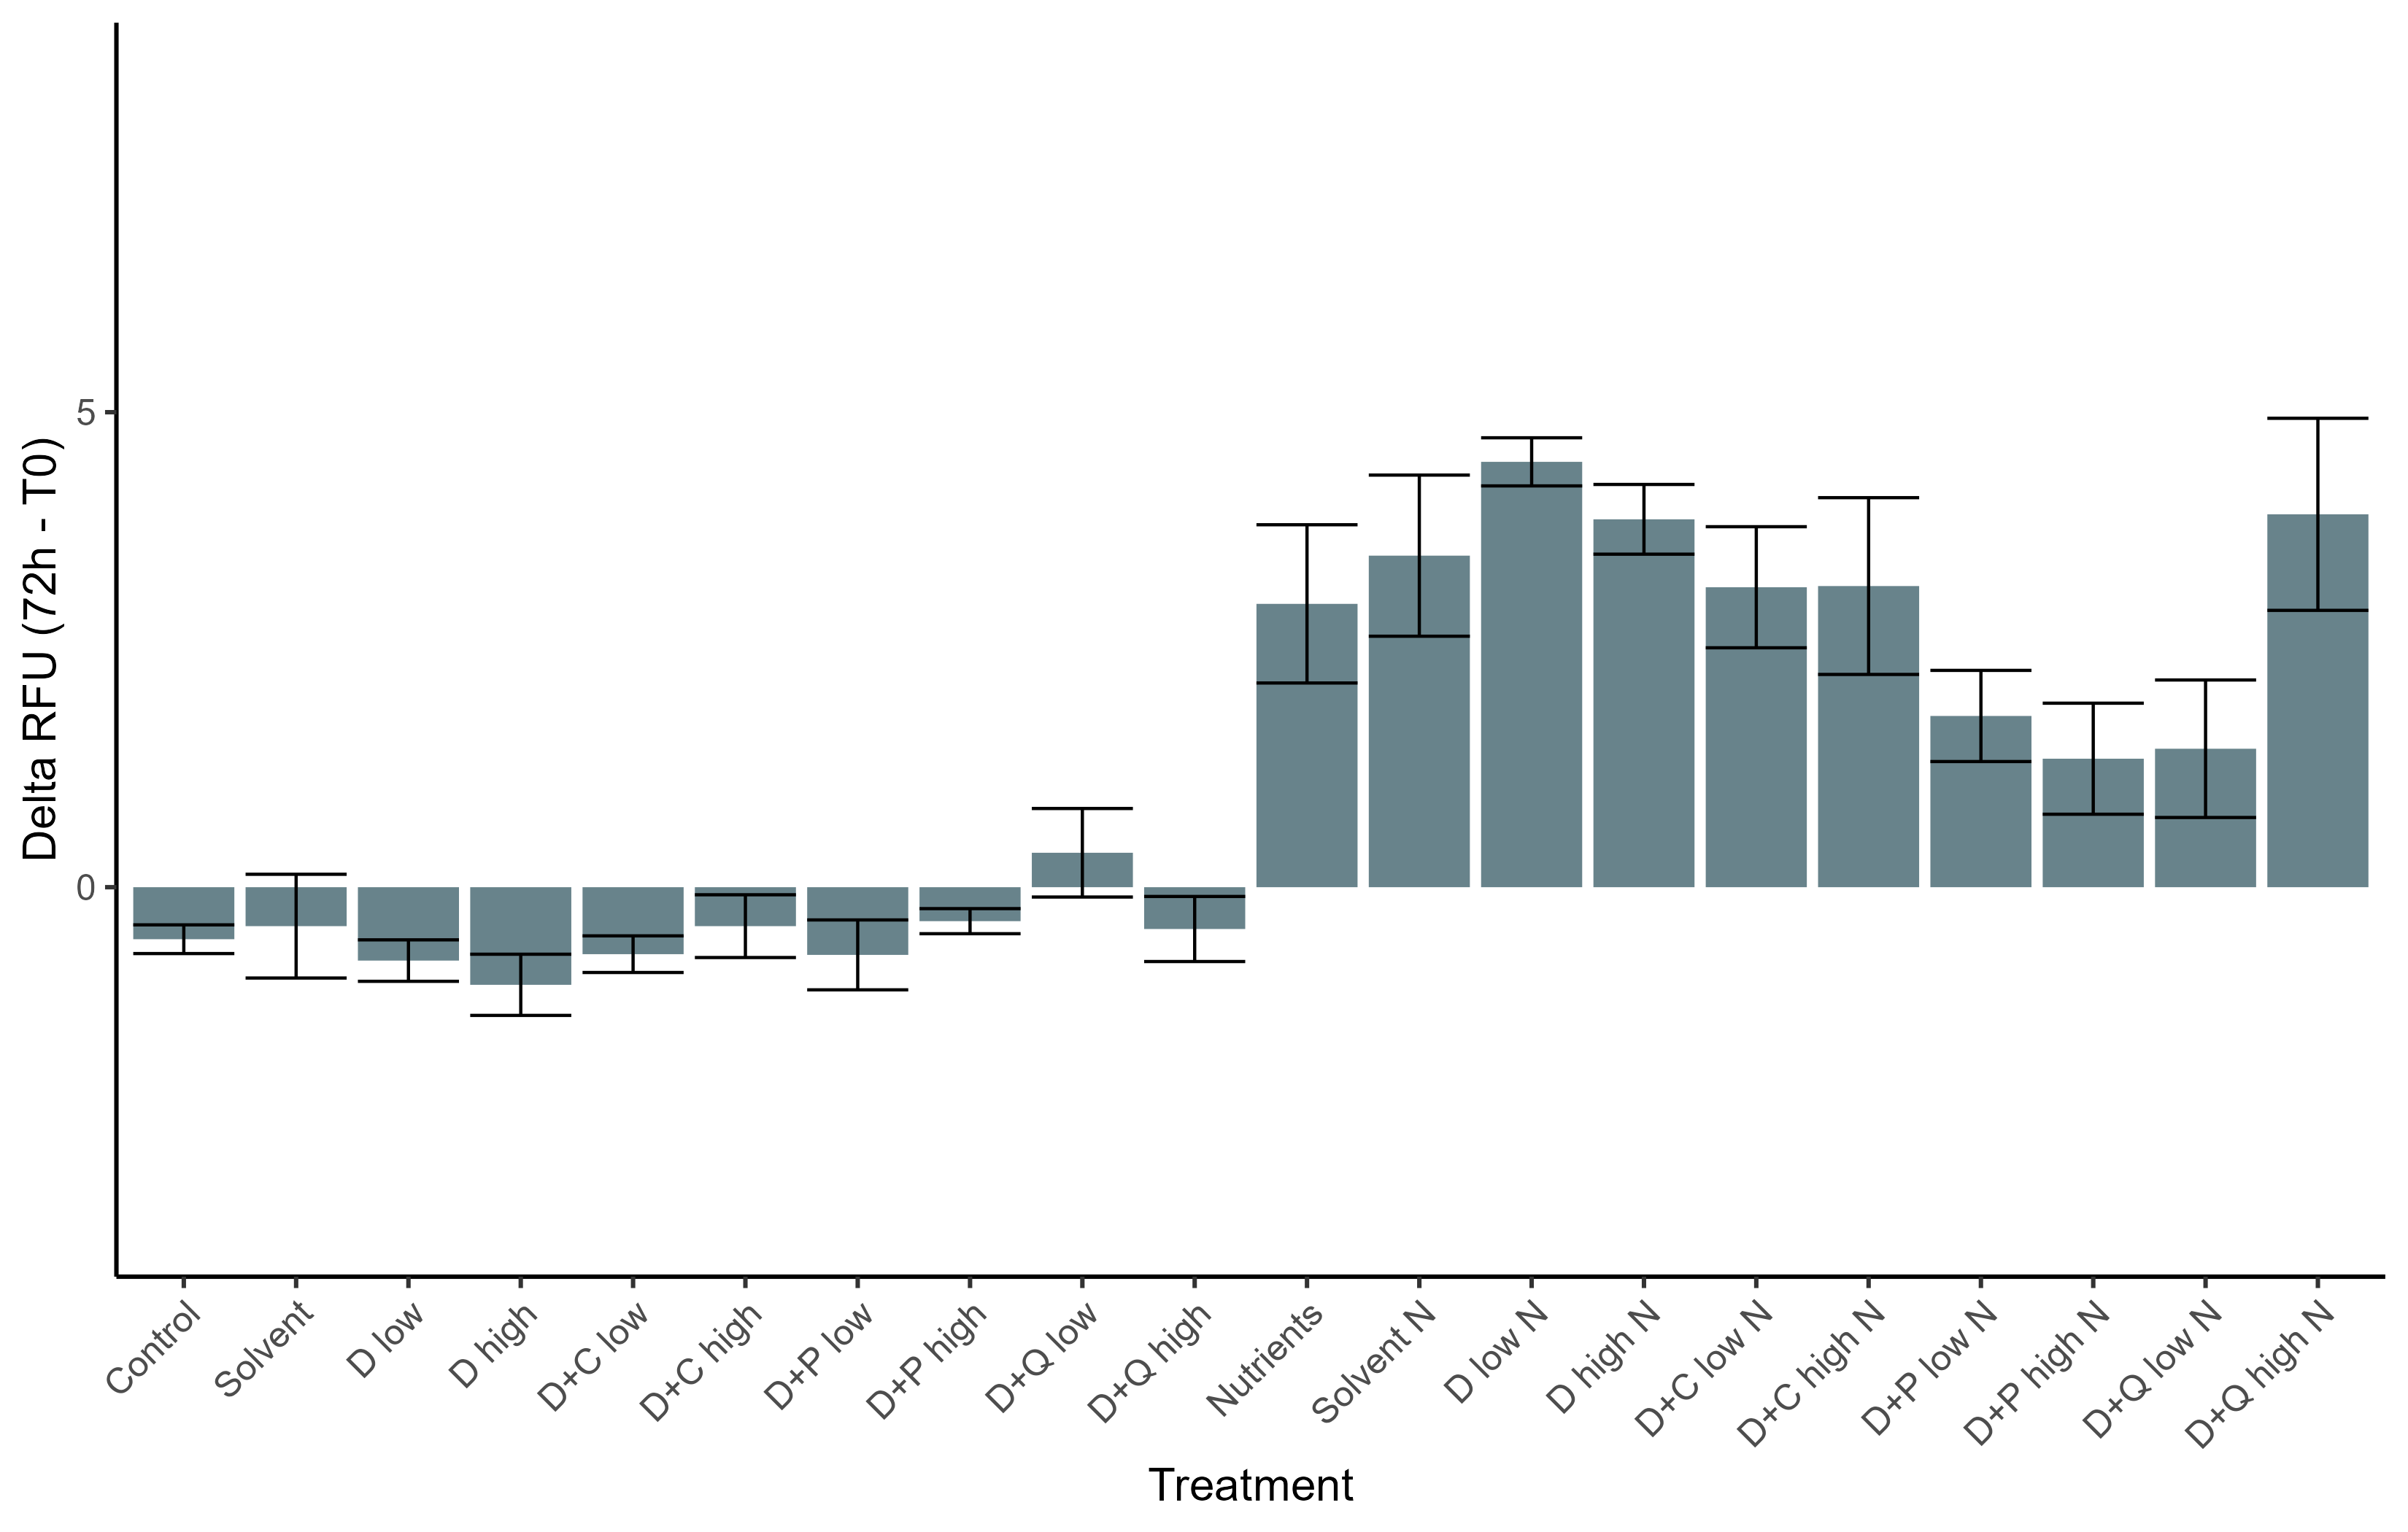 Delta RFU (72h - T0)
5
0
Control
Solvent
D low
D high
D+C low
D+C high
D+P low
D+P high
D+Q low
D+Q high
Nutrients
Solvent N
D low N
D high N
D+C low N
D+C high N
D+P low N
D+P high N
D+Q low N
D+Q high N
Treatment